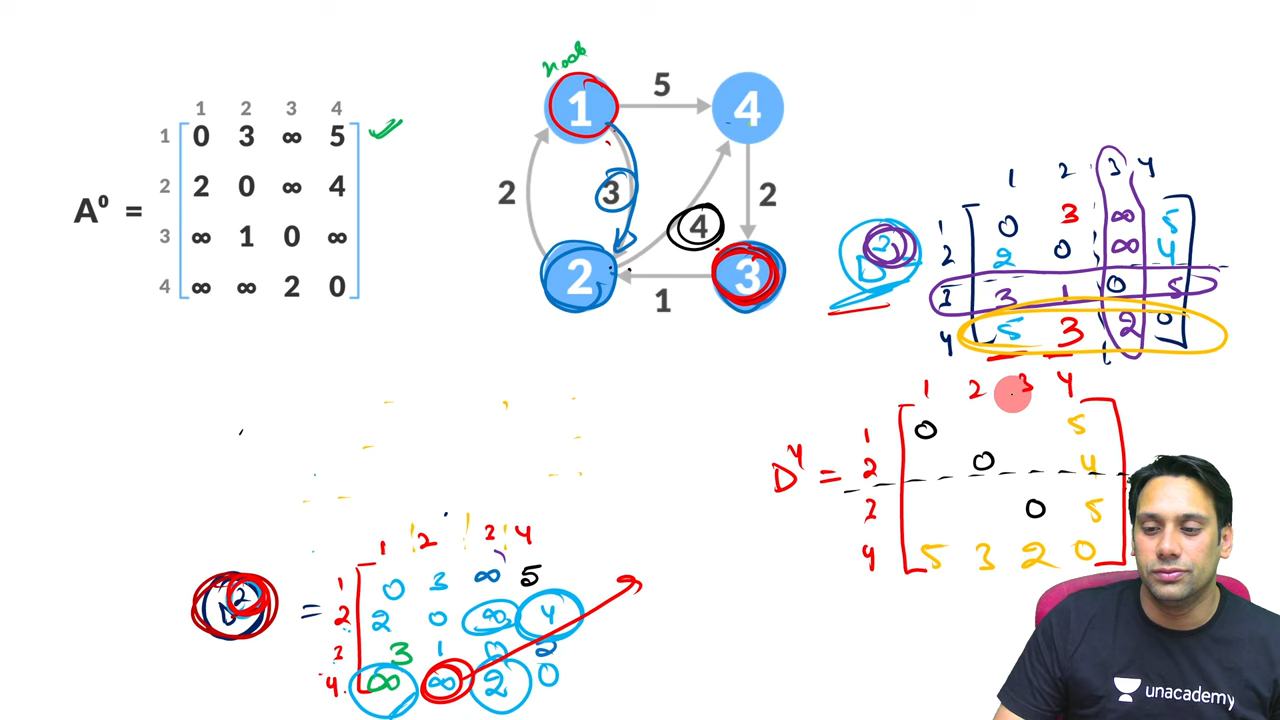 noob
1 2 3 4
1 0 3 ∞ 5
2 2 0 ∞ 4
A⁰ =
3 ∞ 1 0 ∞
4 ∞ ∞ 2 0
1 5 4
2 3 4 2
2 1 3
1 2 3 4
D³
1 0 3 ∞ 5
2 2 0 ∞ 4
3 3 1 0 5
4 5 3 2 0
1 2 3 4
D⁴ =
1 0 5
2 0 4
0 5
4 5 3 2 0
1 2 3 4
D² =
1 0 3 ∞ 5
2 2 0 ∞ 4
3 1 0
4 ∞ ∞ 2 0
unacademy